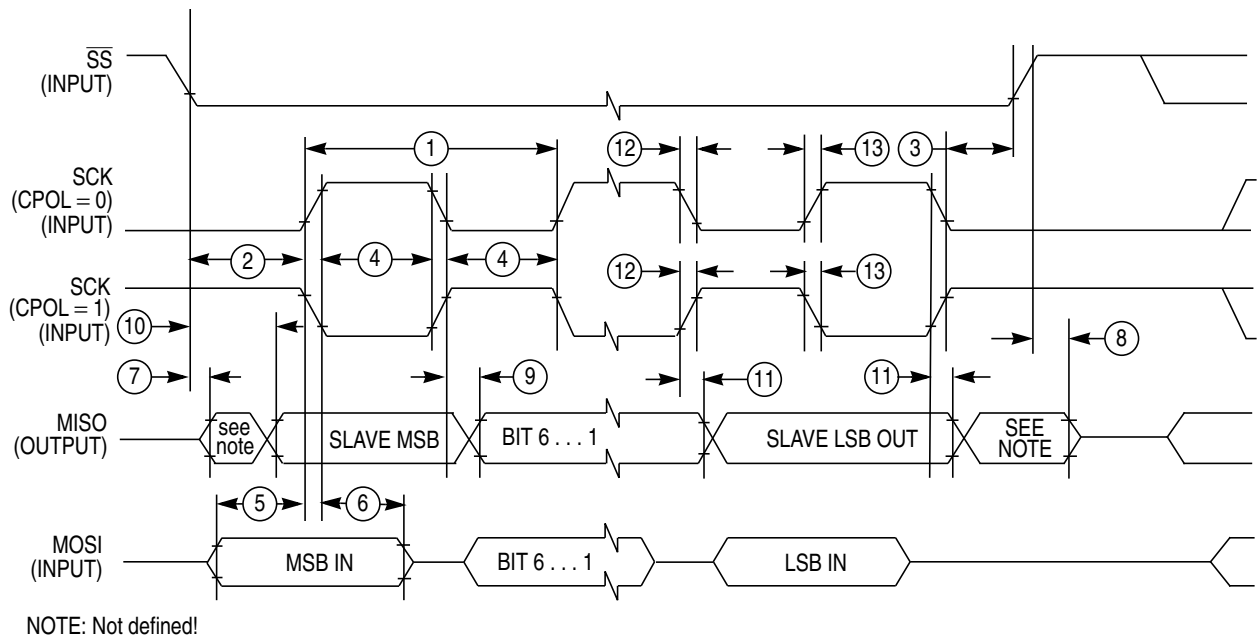 SS
(INPUT)
1
12
13
3
SCK
(CPOL = 0)
(INPUT)
2
4
4
12
13
SCK
(CPOL = 1)
(INPUT)
10
8
7
9
11
11
MISO
(OUTPUT)
see
note
SLAVE MSB
BIT 6 . . . 1
SLAVE LSB OUT
SEE
NOTE
5
6
MOSI
(INPUT)
MSB IN
BIT 6 . . . 1
LSB IN
NOTE: Not defined!